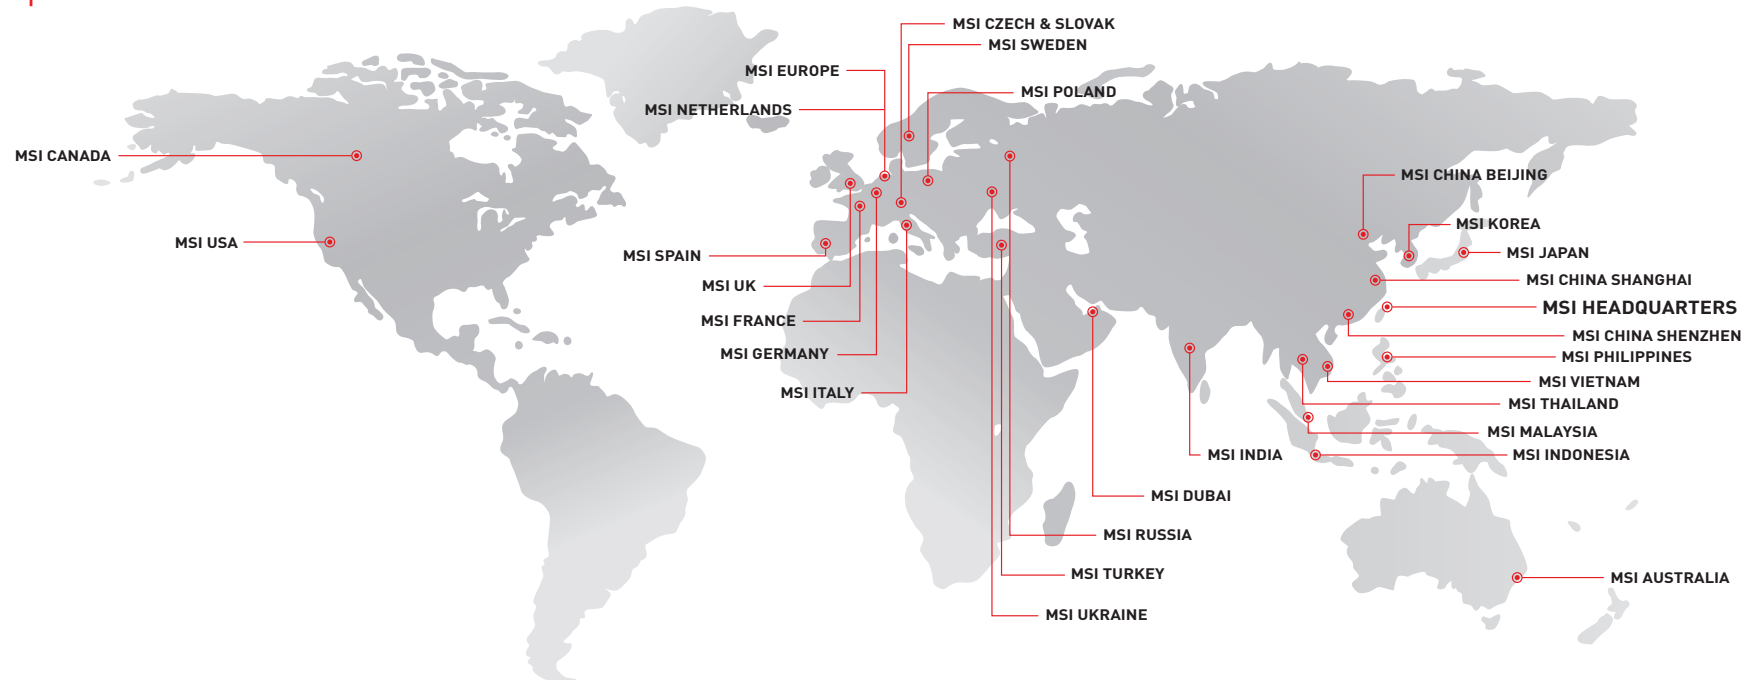 MSI CZECH & SLOVAK
MSI SWEDEN
MSI EUROPE
MSI POLAND
MSI NETHERLANDS
MSI CANADA
MSI CHINA BEIJING
MSI KOREA
MSI USA
MSI JAPAN
MSI SPAIN
MSI CHINA SHANGHAI
MSI UK
MSI HEADQUARTERS
MSI FRANCE
MSI CHINA SHENZHEN
MSI GERMANY
MSI PHILIPPINES
MSI VIETNAM
MSI ITALY
MSI THAILAND
MSI MALAYSIA
MSI INDIA
MSI INDONESIA
MSI DUBAI
MSI RUSSIA
MSI TURKEY
MSI AUSTRALIA
MSI UKRAINE